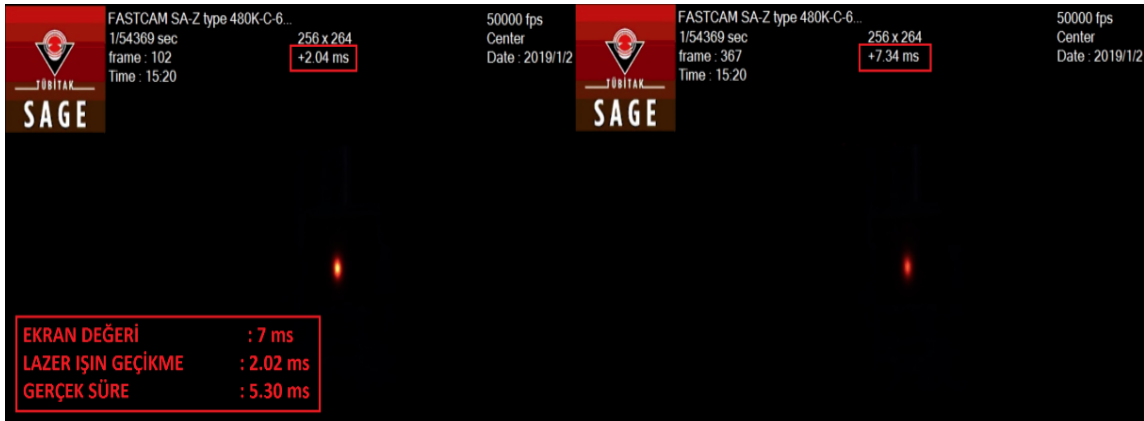 FASTCAM SA-Z type 480K-C-6...
1/54369 sec
256 x 264
frame : 102
+2.04 ms
Time : 15:20
50000 fps
Center
Date : 2019/1/2
TÜBİTAK
SAGE
FASTCAM SA-Z type 480K-C-6...
1/54369 sec
256 x 264
frame : 367
+7.34 ms
Time : 15:20
50000 fps
Center
Date : 2019/1/2
TÜBİTAK
SAGE
EKRAN DEĞERİ : 7 ms
LAZER IŞIN GEÇİKME : 2.02 ms
GERÇEK SÜRE : 5.30 ms